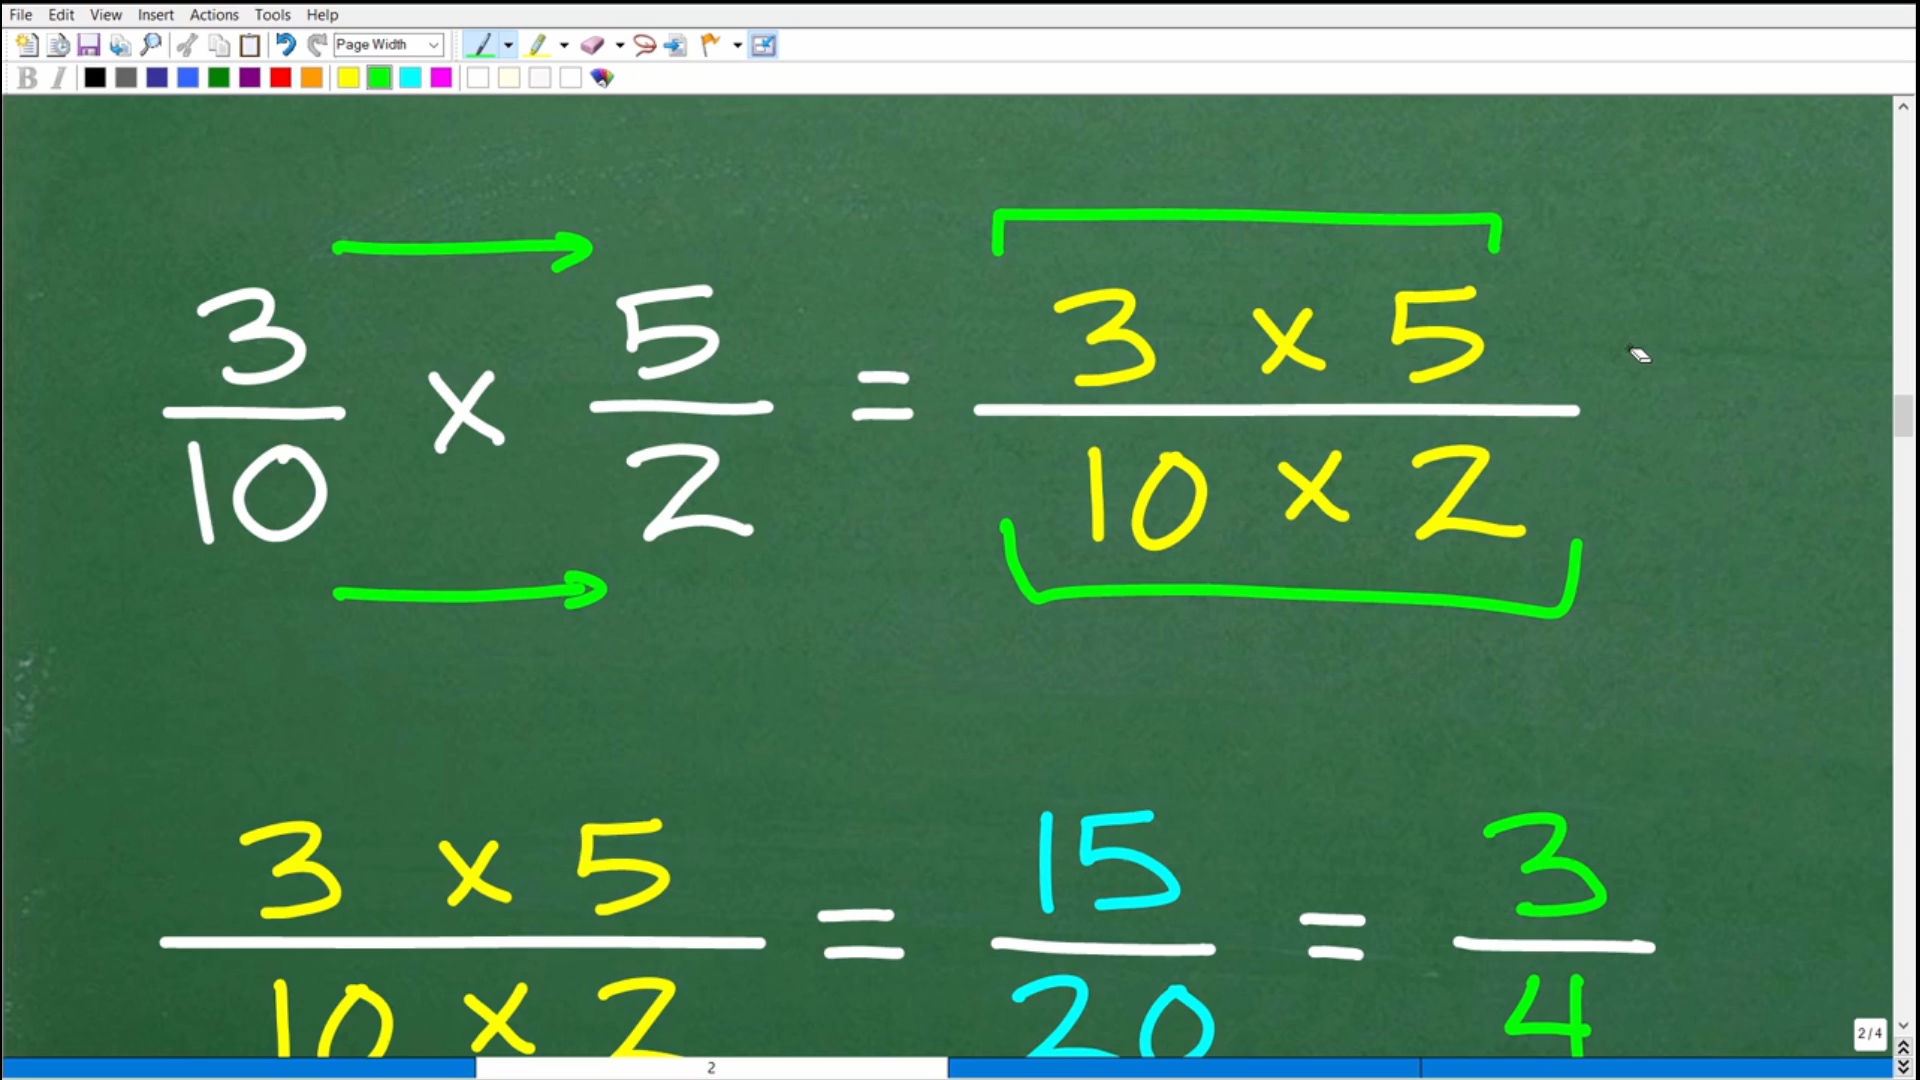 File Edit View Insert Actions Tools Help
Page Width
B I
3/10 x 5/2 = 3 x 5/10 x 2
3 x 5/10 x 2 = 15/20 = 3/4
2/4
2